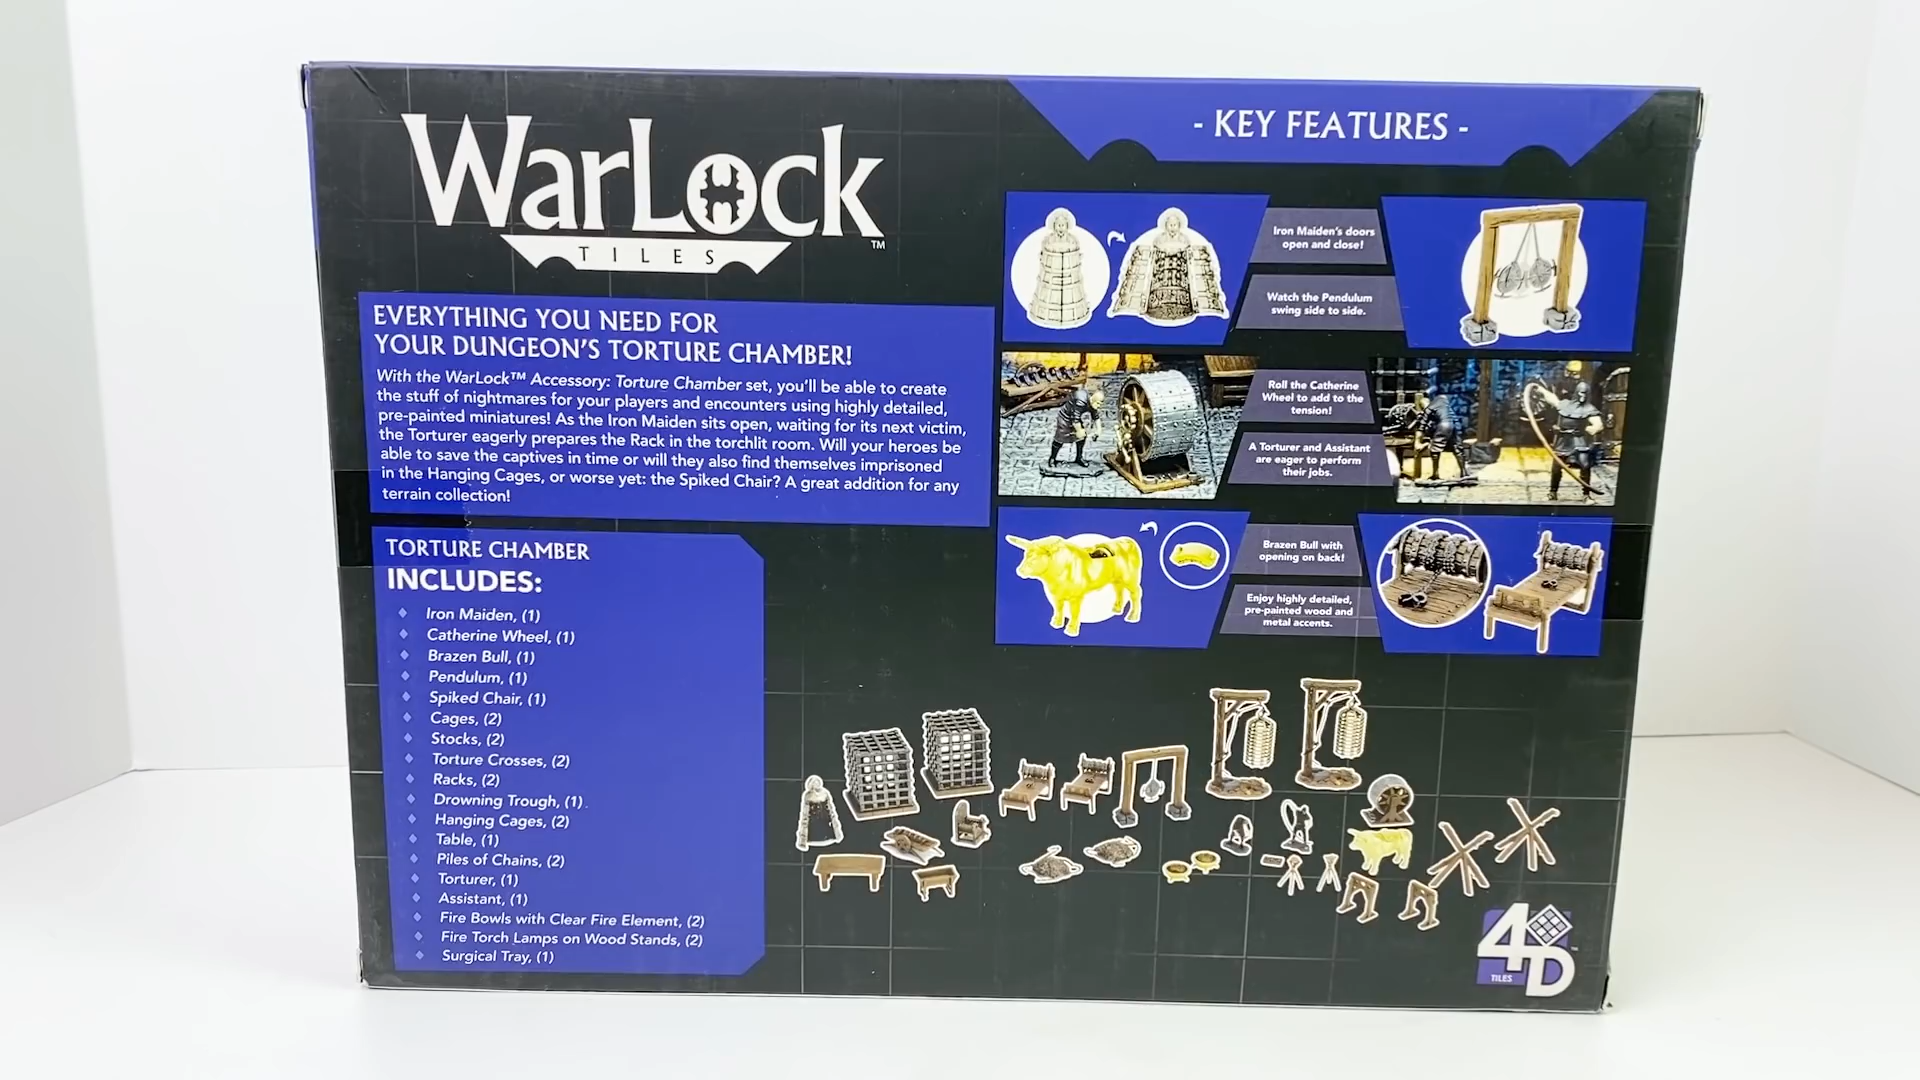 WarLock™
TILES
EVERYTHING YOU NEED FOR
YOUR DUNGEON'S TORTURE CHAMBER!
With the WarLock™ Accessory: Torture Chamber set, you'll be able to create
the stuff of nightmares for your players and encounters using highly detailed,
pre-painted miniatures! As the Iron Maiden sits open, waiting for its next victim,
the Torturer eagerly prepares the Rack in the torchlit room. Will your heroes be
able to save the captives in time or will they also find themselves imprisoned
in the Hanging Cages, or worse yet: the Spiked Chair? A great addition for any
terrain collection!
TORTURE CHAMBER
INCLUDES:
Iron Maiden, (1)
Catherine Wheel, (1)
Brazen Bull, (1)
Pendulum, (1)
Spiked Chair, (1)
Cages, (2)
Stocks, (2)
Torture Crosses, (2)
Racks, (2)
Drowning Trough, (1)
Hanging Cages, (2)
Table, (1)
Piles of Chains, (2)
Torturer, (1)
Assistant, (1)
Fire Bowls with Clear Fire Element, (2)
Fire Torch Lamps on Wood Stands, (2)
Surgical Tray, (1)
- KEY FEATURES -
Iron Maiden's doors
open and close!
Watch the Pendulum
swing side to side.
Roll the Catherine
Wheel to add to the
tension!
A Torturer and Assistant
are eager to perform
their jobs.
Brazen Bull with
opening on back!
Enjoy highly detailed,
pre-painted wood and
metal accents.
4D™
TILES